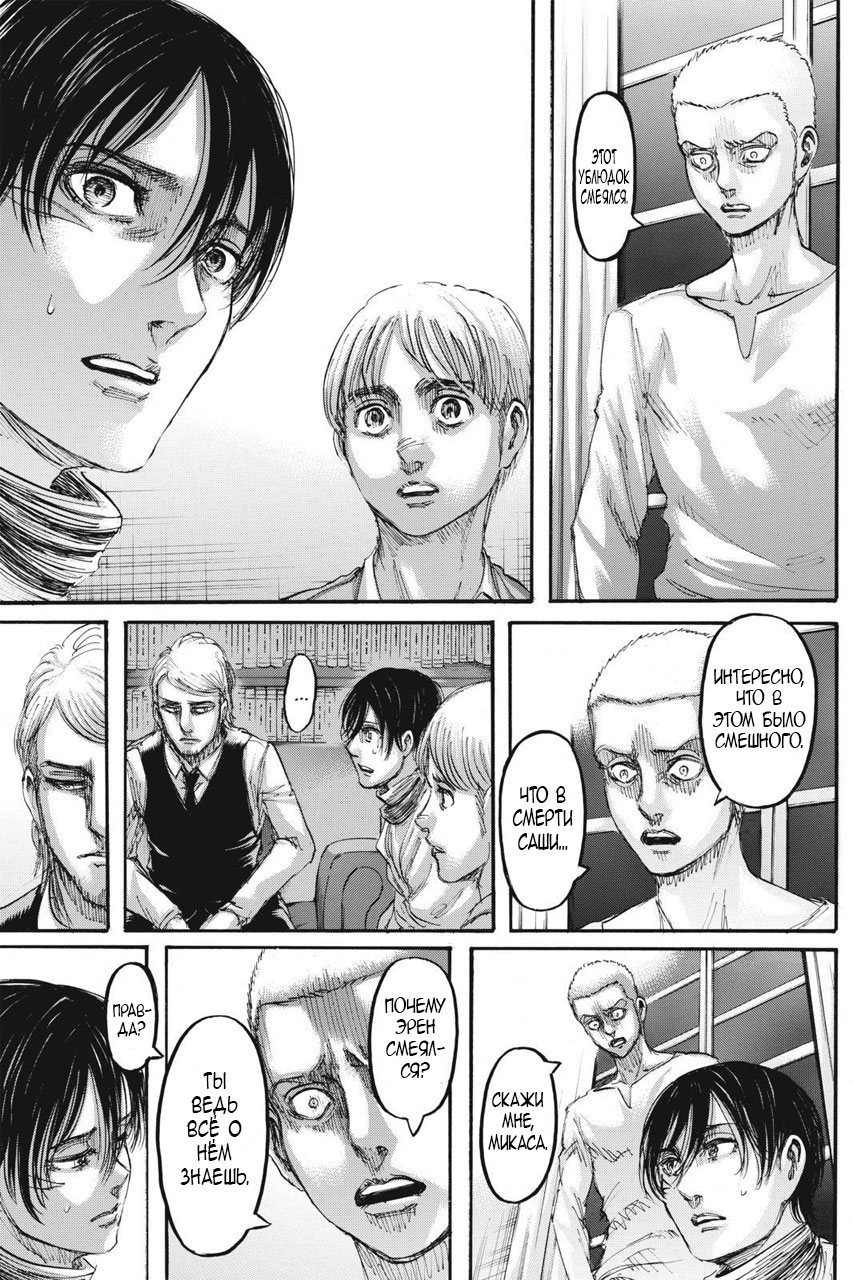 ЭТОТ
УБЛЮДОК
СМЕЯЛСЯ.
ИНТЕРЕСНО,
ЧТО В
ЭТОМ БЫЛО
СМЕШНОГО.
ЧТО В
СМЕРТИ
САШИ...
...
СКАЖИ
МНЕ,
МИКАСА.
ПОЧЕМУ
ЭРЕН
СМЕЯЛ-
СЯ?
ТЫ
ВЕДЬ
ВСЁ О
НЁМ
ЗНАЕШЬ.
ПРАВ-
ДА?